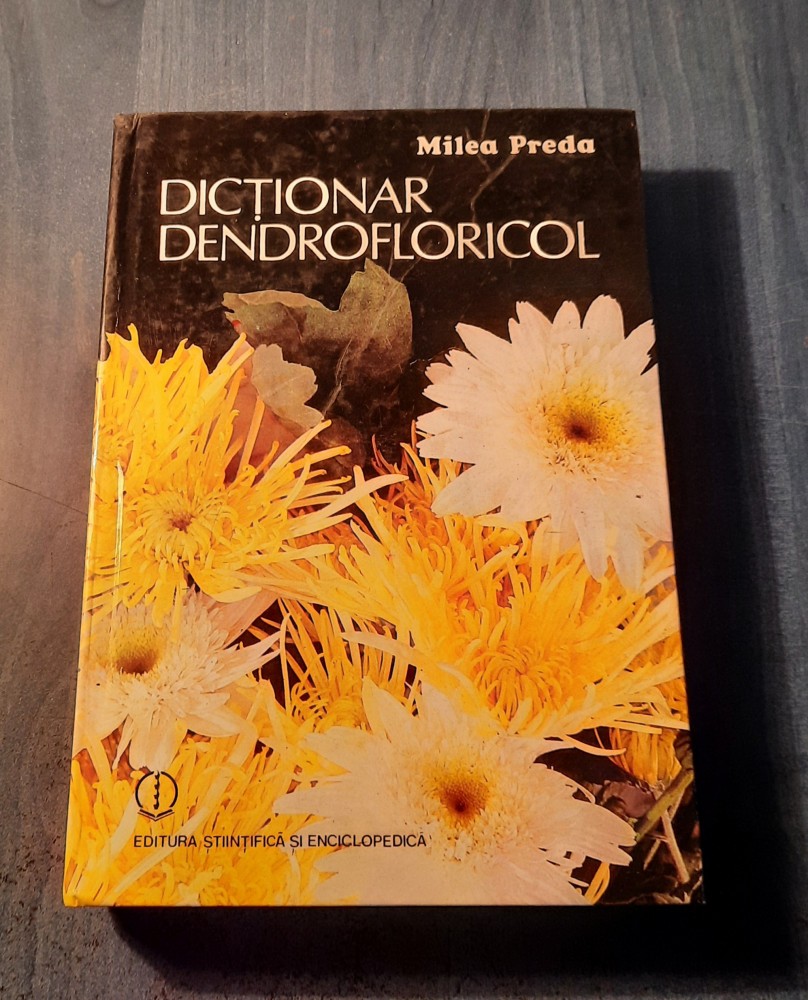 Milea Preda
DICȚIONAR
DENDROFLORICOL
EDITURA ȘTIINȚIFICĂ ȘI ENCICLOPEDICĂ